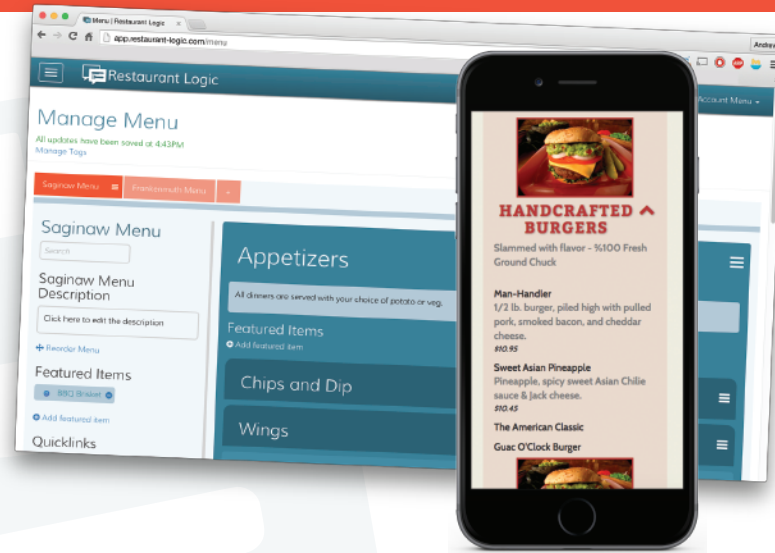 Menu | Restaurant Logic
Andrew
app.restaurant-logic.com/menu
Restaurant Logic
Account Menu
Manage Menu
All updates have been saved at 4:43PM
Manage Tags
Saginaw Menu
Frankenmuth Menu
Saginaw Menu
Search
Saginaw Menu
Description
Click here to edit the description
Reorder Menu
Featured Items
BBQ Brisket
Add featured item
Quicklinks
Appetizers
All dinners are served with your choice of potato or veg.
Featured Items
Add featured item
Chips and Dip
Wings
HANDCRAFTED
BURGERS
Slammed with flavor - %100 Fresh
Ground Chuck
Man-Handler
1/2 lb. burger, piled high with pulled
pork, smoked bacon, and cheddar
cheese.
$10.95
Sweet Asian Pineapple
Pineapple, spicy sweet Asian Chilie
sauce & Jack cheese.
$10.45
The American Classic
Guac O'Clock Burger